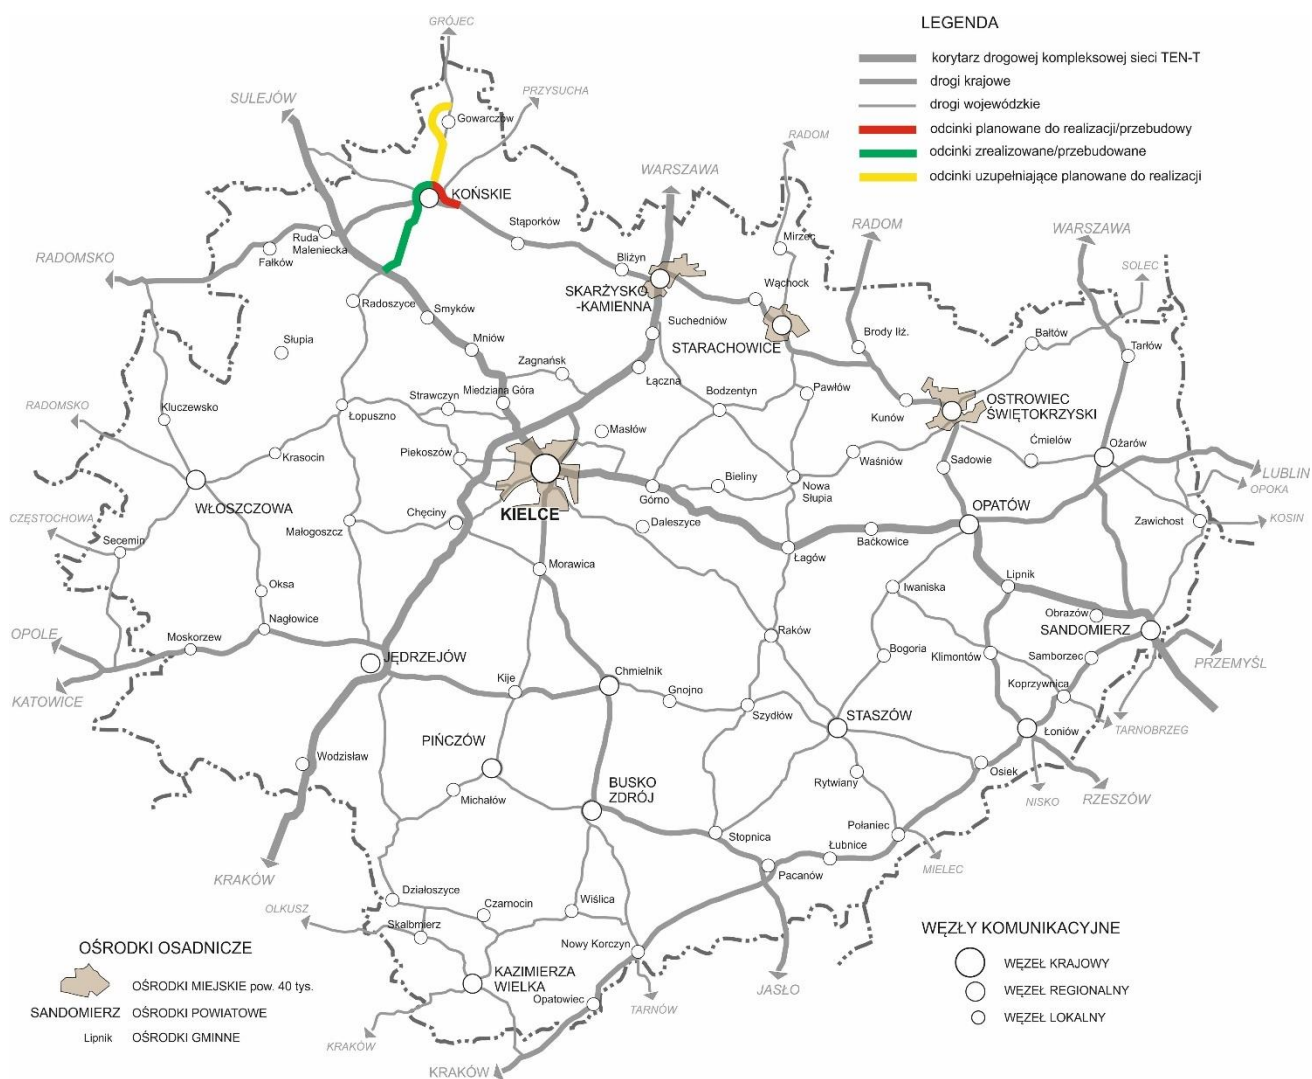 GRÓJEC
LEGENDA
korytarz drogowej kompleksowej sieci TEN-T
drogi krajowe
drogi wojewódzkie
odcinki planowane do realizacji/przebudowy
odcinki zrealizowane/przebudowane
odcinki uzupełniające planowane do realizacji
SULEJÓW
PRZYSUCHA
Gowarczów
RADOM
WARSZAWA
KOŃSKIE
Stąporków
Ruda
Maleniecka
Fałków
RADOMSKO
Mirzec
RADOM
WARSZAWA
SOLEC
Bliżyn
SKARŻYSKO
-KAMIENNA
Wąchock
Radoszyce
Smyków
Suchedniów
STARACHOWICE
Brody Iłż.
Bałtów
Tarłów
Słupia
Mniów
Zagnańsk
Łączna
Miedziana Góra
Strawczyn
Bodzentyn
Pawłów
Kunów
OSTROWIEC
ŚWIĘTOKRZYSKI
RADOMSKO
Kluczewsko
Łopuszno
Masłów
Krasocin
Piekoszów
Waśniów
Ćmielów
Ożarów
Sadowie
LUBLIN
OPOKA
WŁOSZCZOWA
Bieliny
Górno
Nowa
Słupia
KIELCE
Chęciny
Daleszyce
OPATÓW
Zawichost
KOSIN
CZĘSTOCHOWA
Secemin
Małogoszcz
Baćkowice
Łagów
Morawica
Oksa
Iwaniska
Lipnik
Obrazów
SANDOMIERZ
Nagłowice
OPOLE
Moskorzew
Raków
Bogoria
Klimontów
Samborzec
PRZEMYŚL
JĘDRZEJÓW
Chmielnik
Kije
Gnojno
Koprzywnica
KATOWICE
Szydłów
STASZÓW
Łoniów
TARNOBRZEG
PIŃCZÓW
Wodzisław
Osiek
Rytwiany
Michałów
BUSKO
ZDRÓJ
NISKO
RZESZÓW
Stopnica
Połaniec
Łubnice
MIELEC
Pacanów
KRAKÓW
Działoszyce
OLKUSZ
Skalbmierz
Czarnocin
Wiślica
Nowy Korczyn
JASŁO
KAZIMIERZA
WIELKA
Opatowiec
TARNÓW
KRAKÓW
KRAKÓW
OŚRODKI OSADNICZE
OŚRODKI MIEJSKIE pow. 40 tys.
SANDOMIERZ OŚRODKI POWIATOWE
Lipnik OŚRODKI GMINNE
WĘZŁY KOMUNIKACYJNE
WĘZEŁ KRAJOWY
WĘZEŁ REGIONALNY
WĘZEŁ LOKALNY